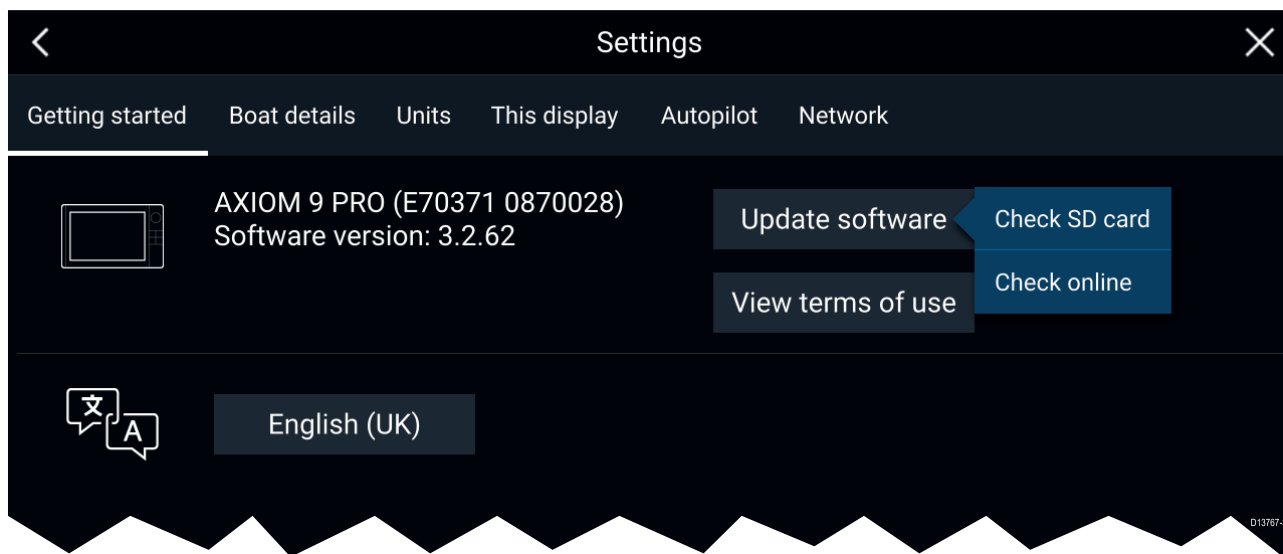 Settings
Getting started Boat details Units This display Autopilot Network
AXIOM 9 PRO (E70371 0870028)
Software version: 3.2.62
Update software
Check SD card
Check online
View terms of use
文
A
English (UK)
D13767-